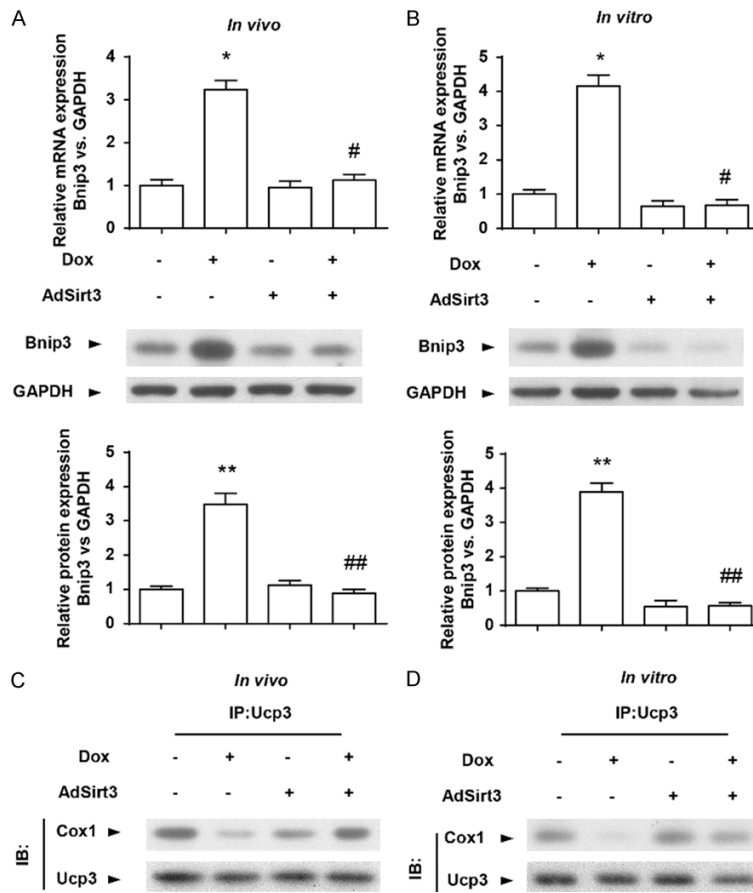 A
In vivo
Relative mRNA expression
Bnip3 vs. GAPDH
4
3
2
1
0
*
#
Dox - + - +
AdSirt3 - - + +
Bnip3 ►
GAPDH ►
Relative protein expression
Bnip3 vs GAPDH
5
4
3
2
1
0
**
##
B
In vitro
Relative mRNA expression
Bnip3 vs. GAPDH
5
4
3
2
1
0
*
#
Dox - + - +
AdSirt3 - - + +
Bnip3 ►
GAPDH ►
Relative protein expression
Bnip3 vs. GAPDH
5
4
3
2
1
0
**
##
C
In vivo
IP:Ucp3
Dox - + - +
AdSirt3 - - + +
IB:
Cox1 ►
Ucp3 ►
D
In vitro
IP:Ucp3
Dox - + - +
AdSirt3 - - + +
IB:
Cox1 ►
Ucp3 ►